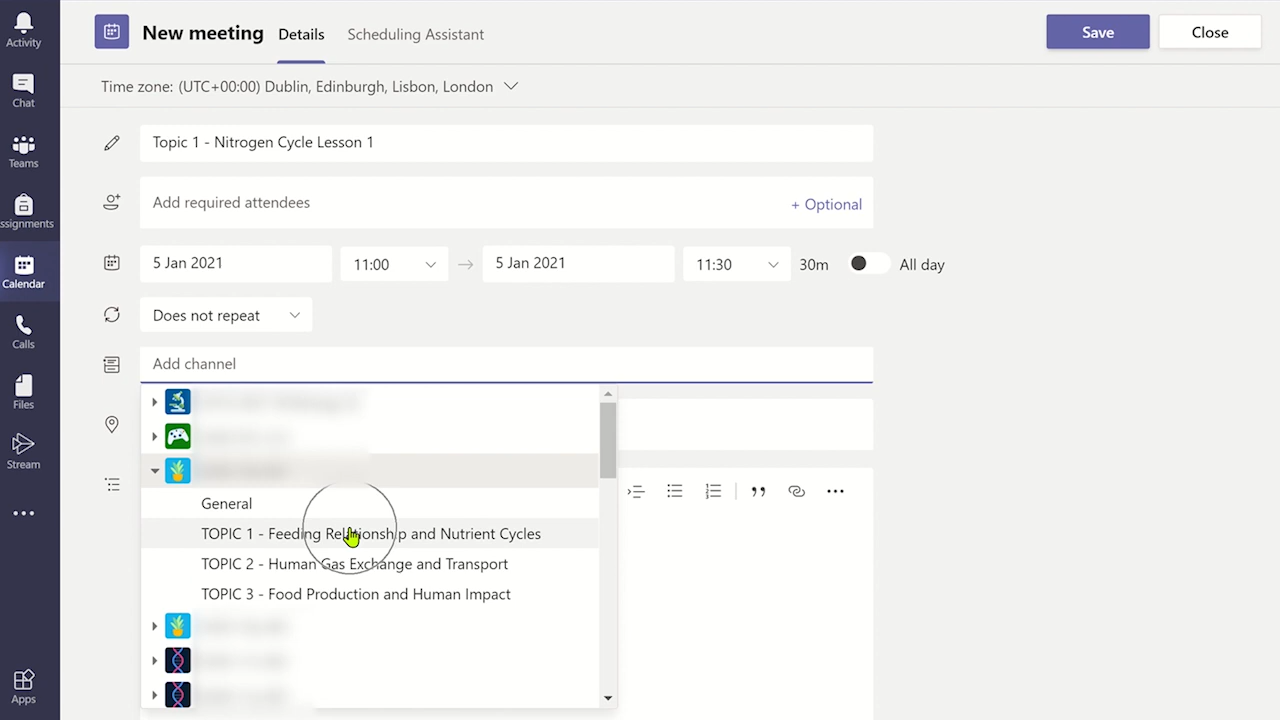 Activity
New meeting
Details
Scheduling Assistant
Save
Close
Chat
Time zone: (UTC+00:00) Dublin, Edinburgh, Lisbon, London
Teams
Topic 1 - Nitrogen Cycle Lesson 1
ssignments
Add required attendees
+ Optional
Calendar
5 Jan 2021
11:00
5 Jan 2021
11:30
30m
All day
Does not repeat
Calls
Add channel
Files
Stream
General
TOPIC 1 - Feeding Relationship and Nutrient Cycles
TOPIC 2 - Human Gas Exchange and Transport
TOPIC 3 - Food Production and Human Impact
Apps